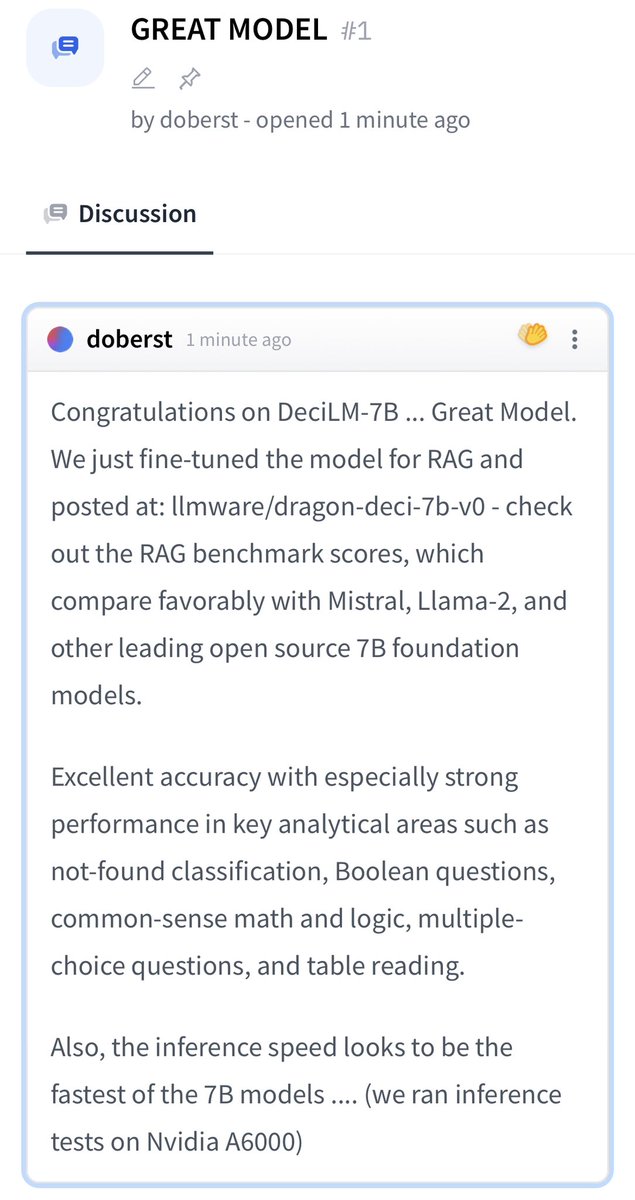 GREAT MODEL #1
by doberst - opened 1 minute ago
Discussion
doberst 1 minute ago
Congratulations on DeciLM-7B ... Great Model.
We just fine-tuned the model for RAG and
posted at: llmware/dragon-deci-7b-v0 - check
out the RAG benchmark scores, which
compare favorably with Mistral, Llama-2, and
other leading open source 7B foundation
models.
Excellent accuracy with especially strong
performance in key analytical areas such as
not-found classification, Boolean questions,
common-sense math and logic, multiple-
choice questions, and table reading.
Also, the inference speed looks to be the
fastest of the 7B models .... (we ran inference
tests on Nvidia A6000)